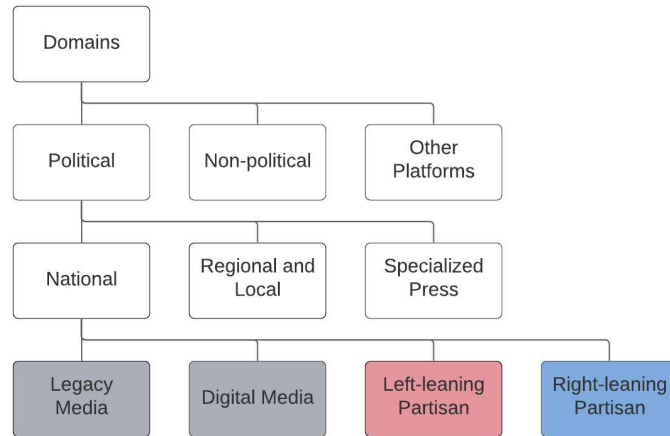 Domains
Political
Non-political
Other
Platforms
National
Regional and
Local
Specialized
Press
Legacy
Media
Digital Media
Left-leaning
Partisan
Right-leaning
Partisan